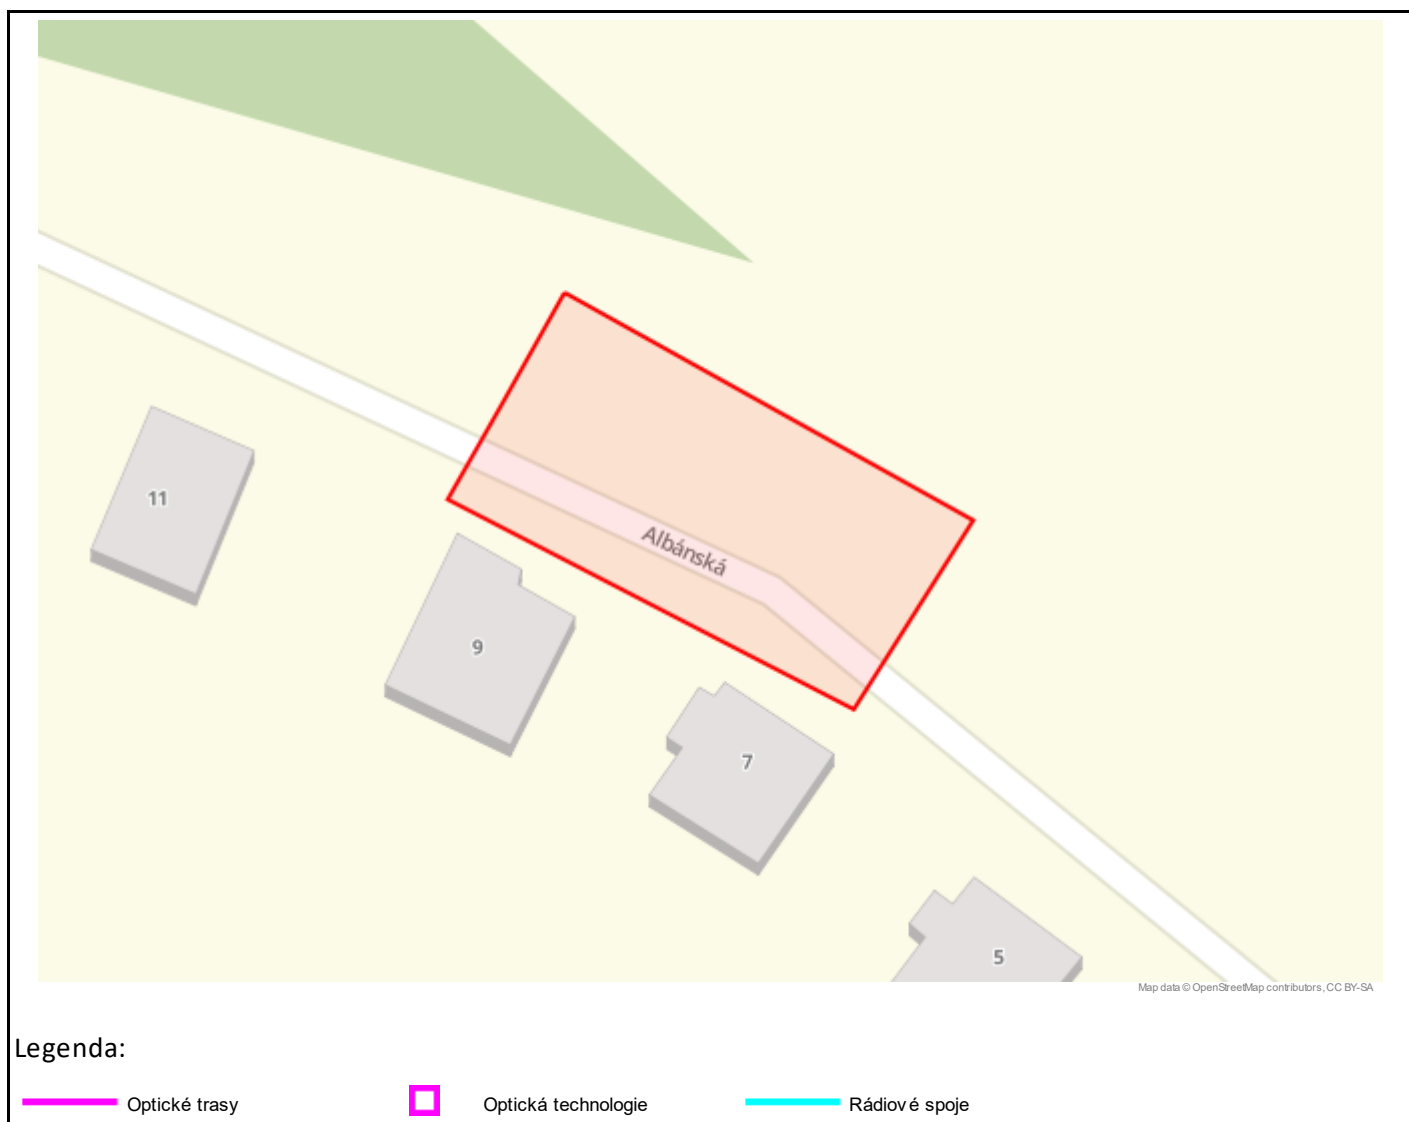 11
Albánská
9
7
5
Map data © OpenStreetMap contributors, CC BY-SA
Legenda:
Optické trasy
Optická technologie
Rádiové spoje